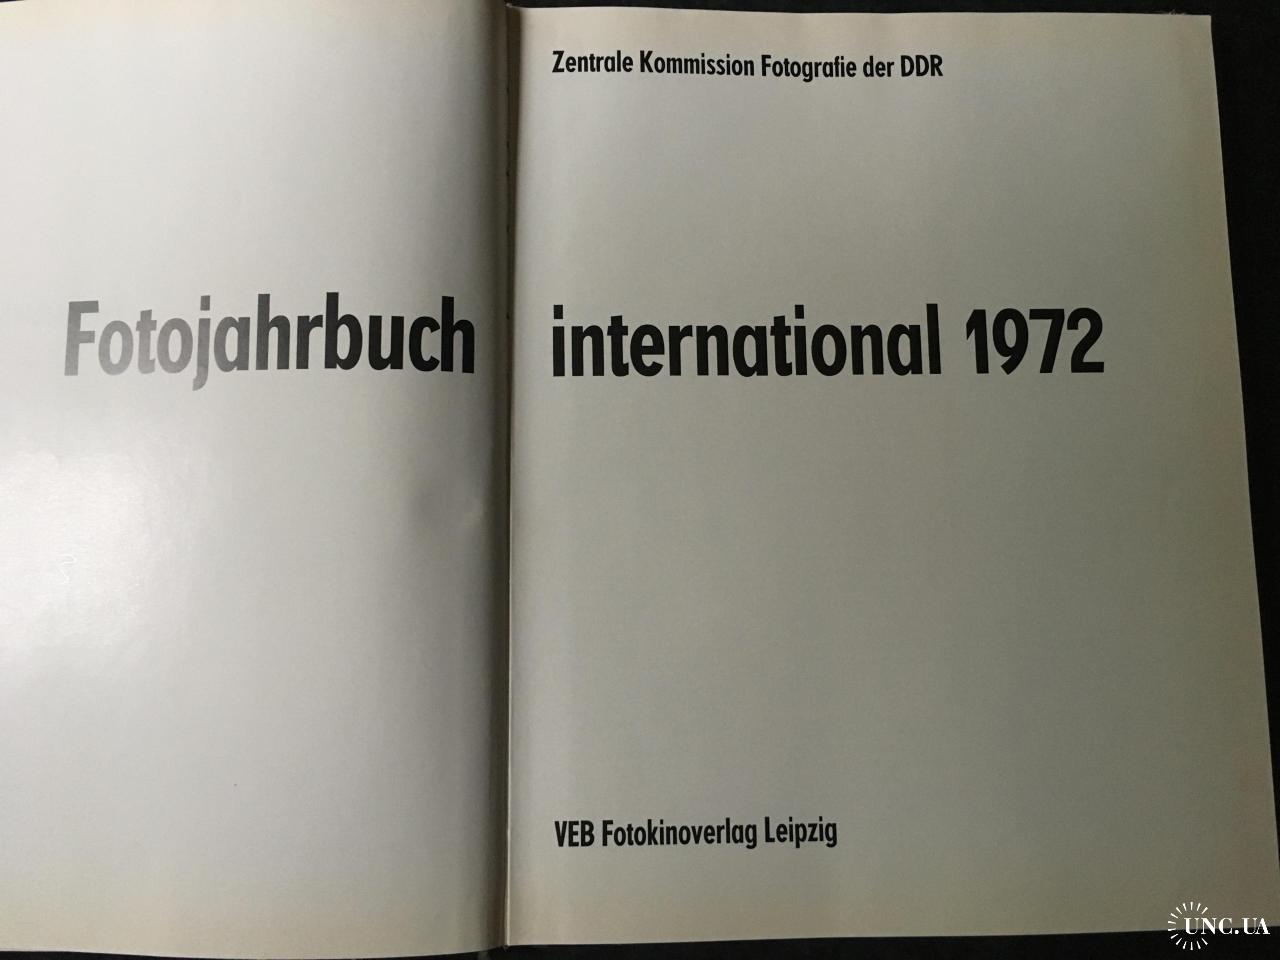 Zentrale Kommission Fotografie der DDR
Fotojahrbuch international 1972
VEB Fotokinoverlag Leipzig
UNC.UA